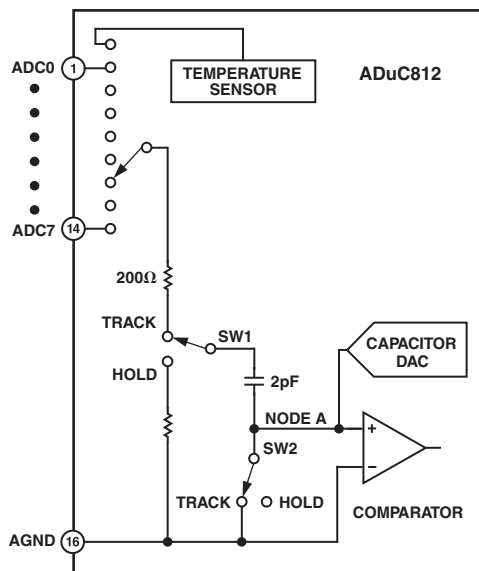 ADuC812
TEMPERATURE
SENSOR
ADC0
1
ADC7
14
200Ω
TRACK
SW1
HOLD
2pF
CAPACITOR
DAC
NODE A
+
–
SW2
TRACK
HOLD
COMPARATOR
AGND
16